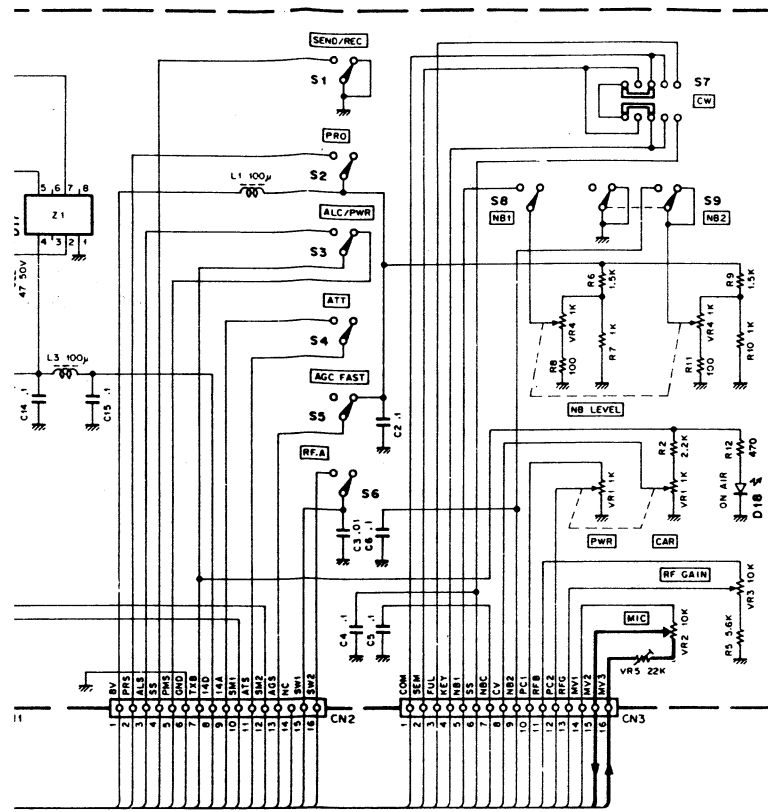 SEND/REC
S1
S7
CW
PRO
S2
L1 100μ
S8
NB1
S9
NB2
5 6 7 8
Z1
4 3 2 1
D17
ALC/PWR
S3
47 50V
R6
1.5K
R9
1.5K
ATT
S4
VR4 1K
R7 1K
VR4 1K
R10 1K
R8
100
R11
100
L3 100μ
C14 .1
C15 .1
AGC FAST
S5
C2 .1
NB LEVEL
RF.A
S6
R2
2.2K
R12
470
ON AIR
D18
VR1 1K
VR1 1K
C3 .01
C6 .1
PWR
CAR
RF GAIN
VR3 10K
C4 .1
C5 .1
MIC
VR2 10K
R5 5.6K
VR5 22K
8V
PRS
ALS
SS
PMS
GND
TXB
14D
14A
SM1
ATS
SM2
AGS
NC
SW1
SW2
CN2
1 2 3 4 5 6 7 8 9 10 11 12 13 14 15 16
COM
SEM
FUL
KEY
NB1
SS
NBC
CV
NB2
PC1
RFB
PC2
RFG
MV1
MV2
MV3
CN3
1 2 3 4 5 6 7 8 9 10 11 12 13 14 15 16